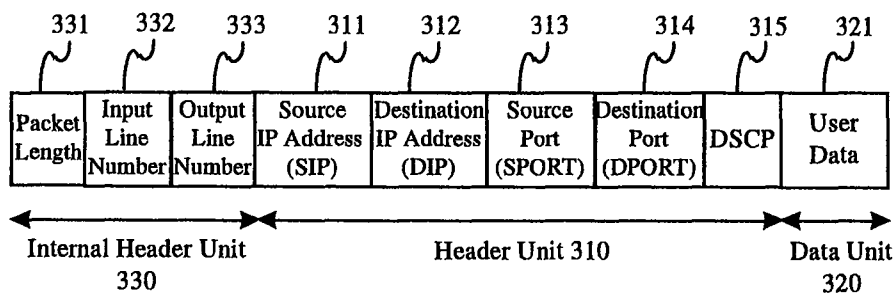 331 332 333 311 312 313 314 315 321
Packet Length
Input Line Number
Output Line Number
Source IP Address (SIP)
Destination IP Address (DIP)
Source Port (SPORT)
Destination Port (DPORT)
DSCP
User Data
Internal Header Unit 330
Header Unit 310
Data Unit 320